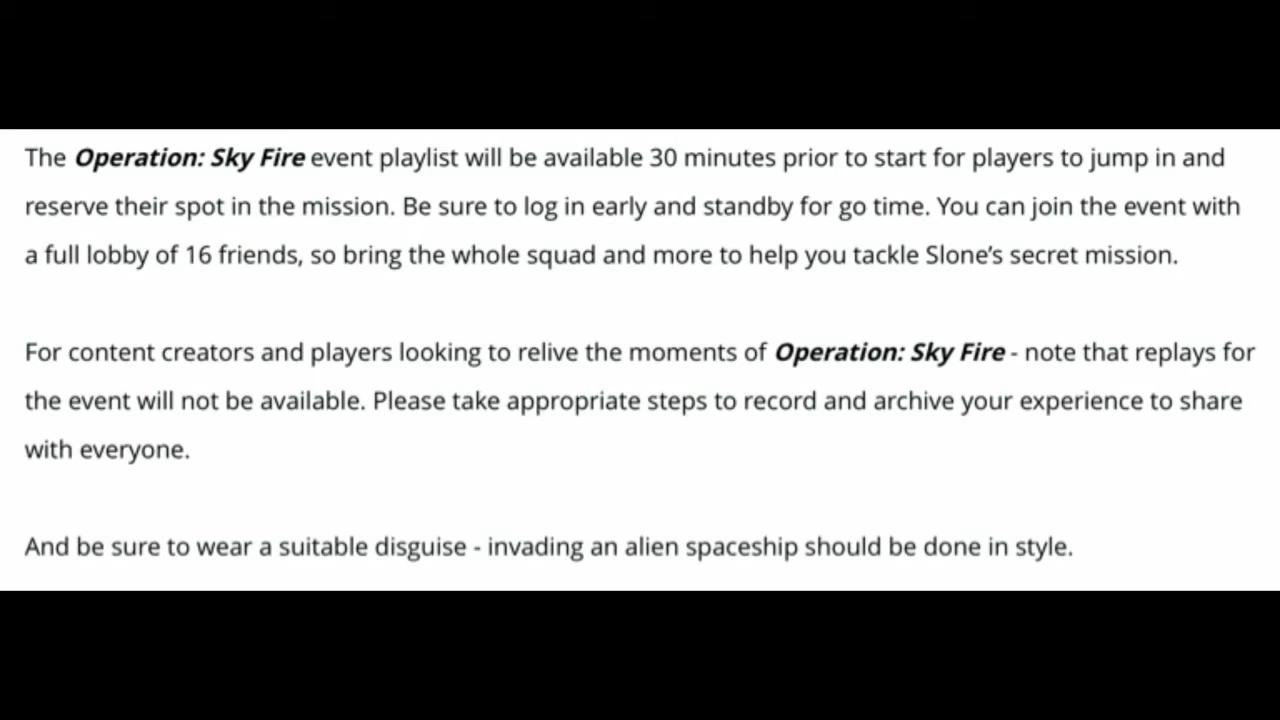 The Operation: Sky Fire event playlist will be available 30 minutes prior to start for players to jump in and
reserve their spot in the mission. Be sure to log in early and standby for go time. You can join the event with
a full lobby of 16 friends, so bring the whole squad and more to help you tackle Slone’s secret mission.
For content creators and players looking to relive the moments of Operation: Sky Fire - note that replays for
the event will not be available. Please take appropriate steps to record and archive your experience to share
with everyone.
And be sure to wear a suitable disguise - invading an alien spaceship should be done in style.